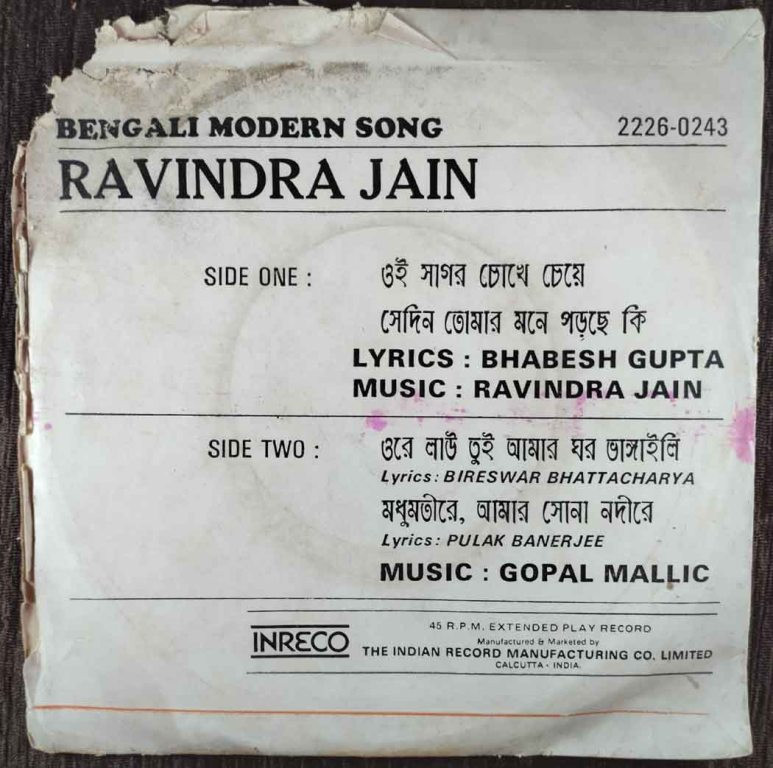 BENGALI MODERN SONG 2226-0243
RAVINDRA JAIN
SIDE ONE : ওই সাগর চোখে চেয়ে
সেদিন তোমার মনে পড়ছে কি
LYRICS : BHABESH GUPTA
MUSIC : RAVINDRA JAIN
SIDE TWO : ওরে লাউ তুই আমার ঘর ভাঙ্গাইলি
Lyrics: BIRESWAR BHATTACHARYA
মধুমতীরে, আমার সোনা নদীরে
Lyrics: PULAK BANERJEE
MUSIC : GOPAL MALLIC
INRECO
45 R.P.M. EXTENDED PLAY RECORD
Manufactured & Marketed by
THE INDIAN RECORD MANUFACTURING CO. LIMITED
CALCUTTA · INDIA.